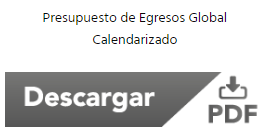 Presupuesto de Egresos Global
Calendarizado
Descargar
PDF